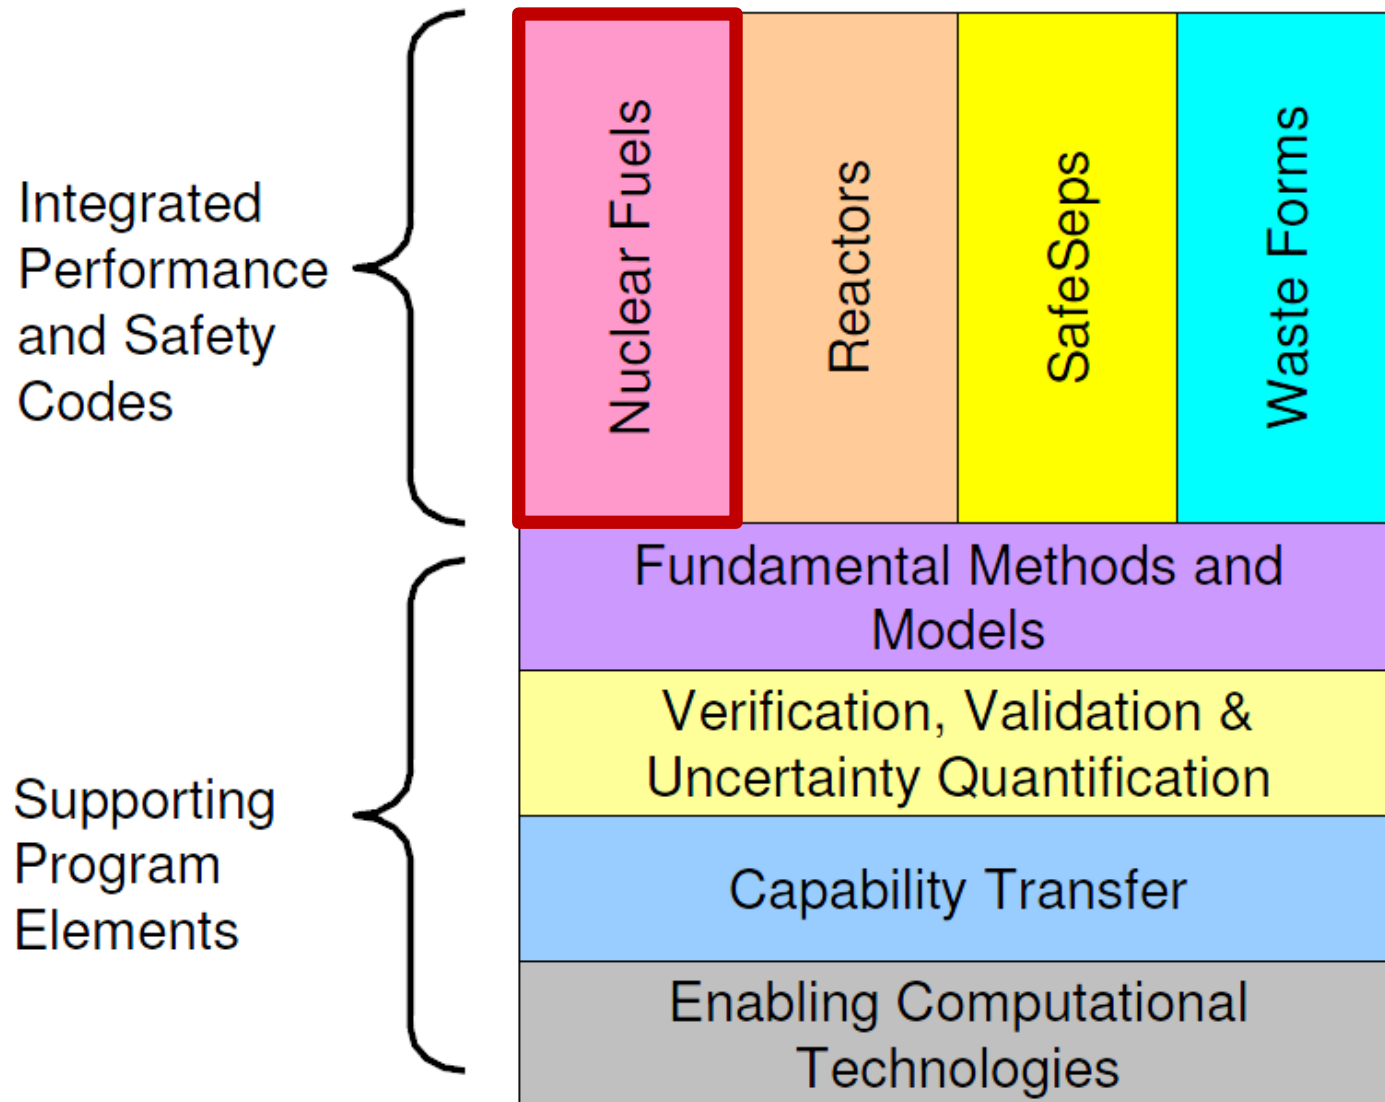 Integrated
Performance
and Safety
Codes
Nuclear Fuels
Reactors
SafeSeps
Waste Forms
Fundamental Methods and
Models
Verification, Validation &
Uncertainty Quantification
Supporting
Program
Elements
Capability Transfer
Enabling Computational
Technologies